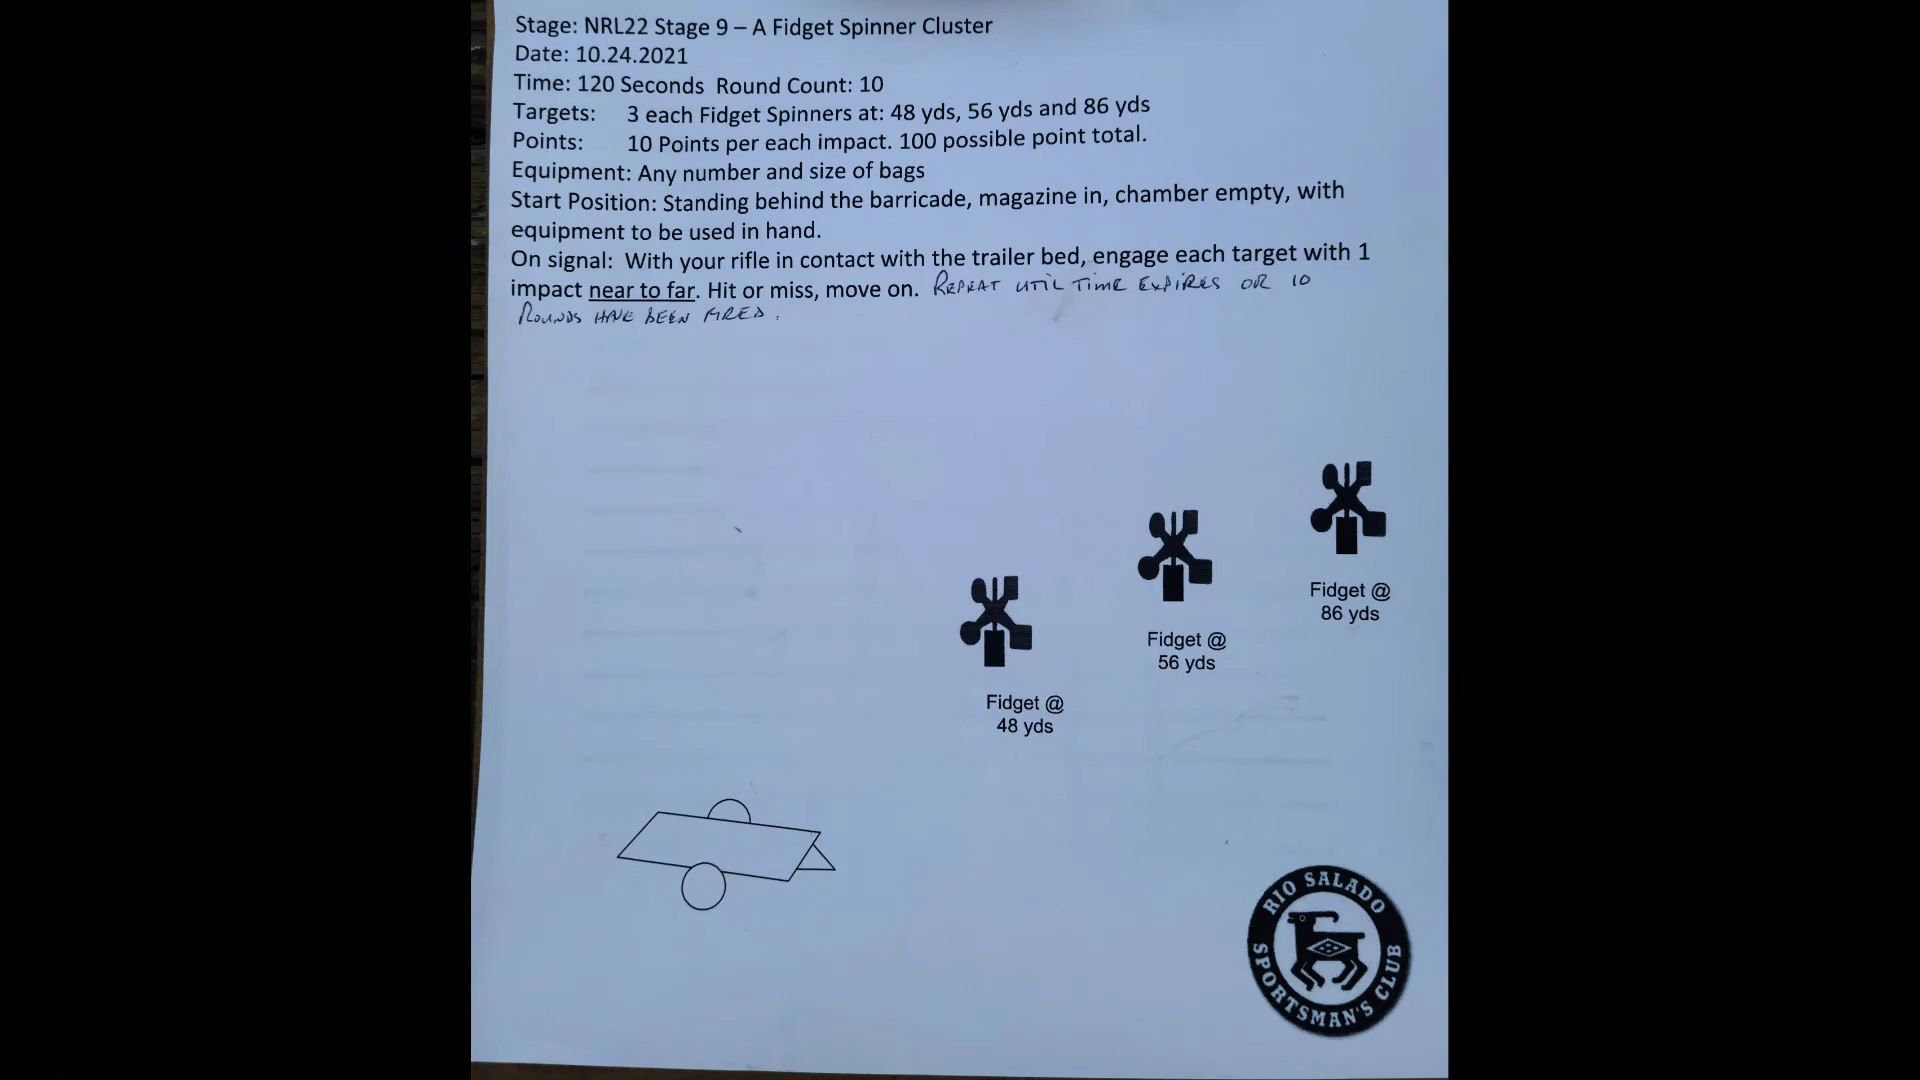 Stage: NRL22 Stage 9 – A Fidget Spinner Cluster
Date: 10.24.2021
Time: 120 Seconds Round Count: 10
Targets: 3 each Fidget Spinners at: 48 yds, 56 yds and 86 yds
Points: 10 Points per each impact. 100 possible point total.
Equipment: Any number and size of bags
Start Position: Standing behind the barricade, magazine in, chamber empty, with
equipment to be used in hand.
On signal: With your rifle in contact with the trailer bed, engage each target with 1
impact near to far. Hit or miss, move on. REPEAT UTIL TIME EXPIRES OR 10
ROUNDS HAVE BEEN FIRED.
Fidget @
86 yds
Fidget @
56 yds
Fidget @
48 yds
RIO SALADO
SPORTSMAN'S CLUB